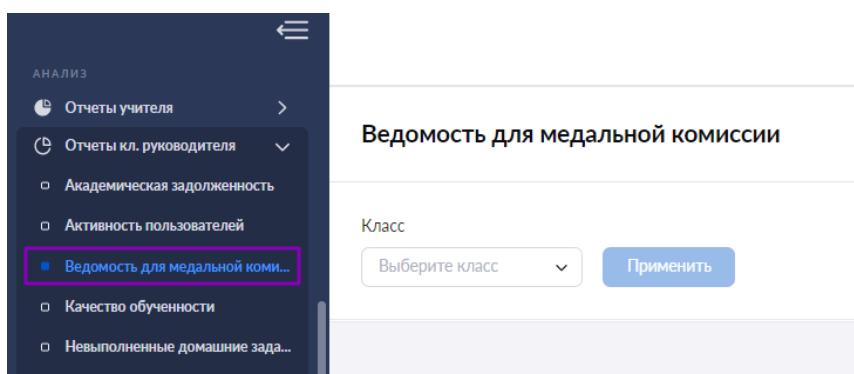 АНАЛИЗ
Отчеты учителя
Отчеты кл. руководителя
Академическая задолженность
Активность пользователей
Ведомость для медальной коми...
Качество обученности
Невыполненные домашние зада...
Ведомость для медальной комиссии
Класс
Выберите класс
Применить